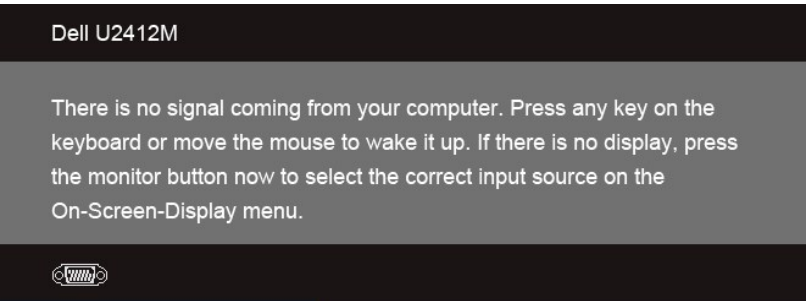 Dell U2412M
There is no signal coming from your computer. Press any key on the
keyboard or move the mouse to wake it up. If there is no display, press
the monitor button now to select the correct input source on the
On-Screen-Display menu.